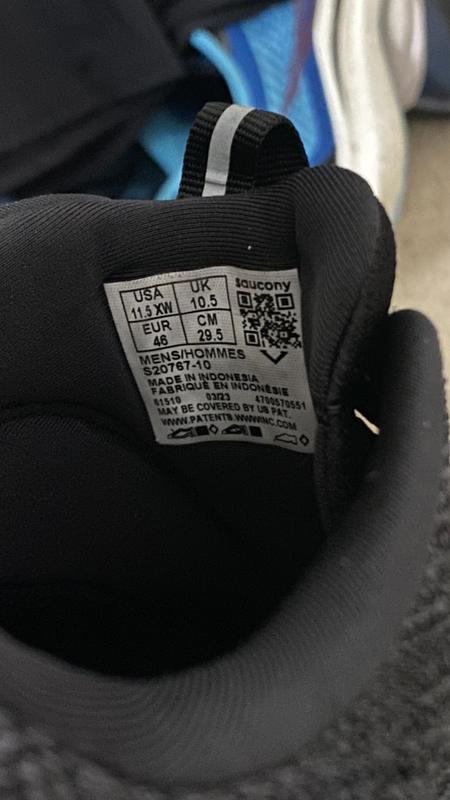 saucony
USA 11.5 XW
UK 10.5
EUR 46
CM 29.5
MENS/HOMMES
S20767-10
MADE IN INDONESIA
FABRIQUÉ EN INDONÉSIE
61510 03/23 4700570551
MAY BE COVERED BY US PAT.
WWW.PATENTS.WWWINC.COM